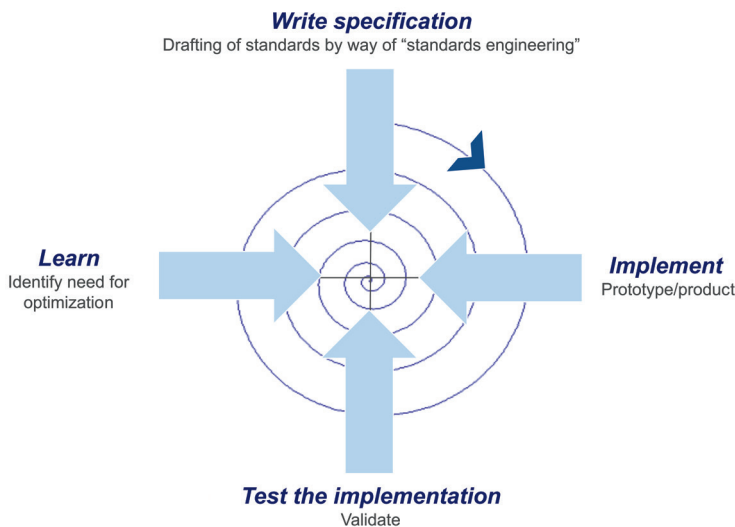 Write specification
Drafting of standards by way of “standards engineering”
Learn
Identify need for
optimization
Implement
Prototype/product
Test the implementation
Validate